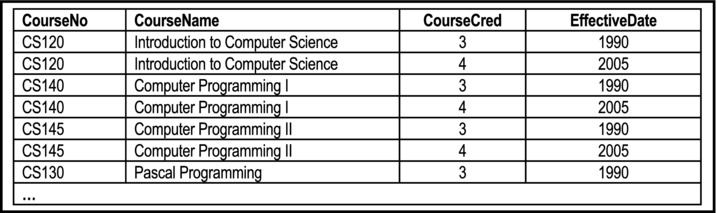 CourseNo CourseName CourseCred EffectiveDate
CS120 Introduction to Computer Science 3 1990
CS120 Introduction to Computer Science 4 2005
CS140 Computer Programming I 3 1990
CS140 Computer Programming I 4 2005
CS145 Computer Programming II 3 1990
CS145 Computer Programming II 4 2005
CS130 Pascal Programming 3 1990
...